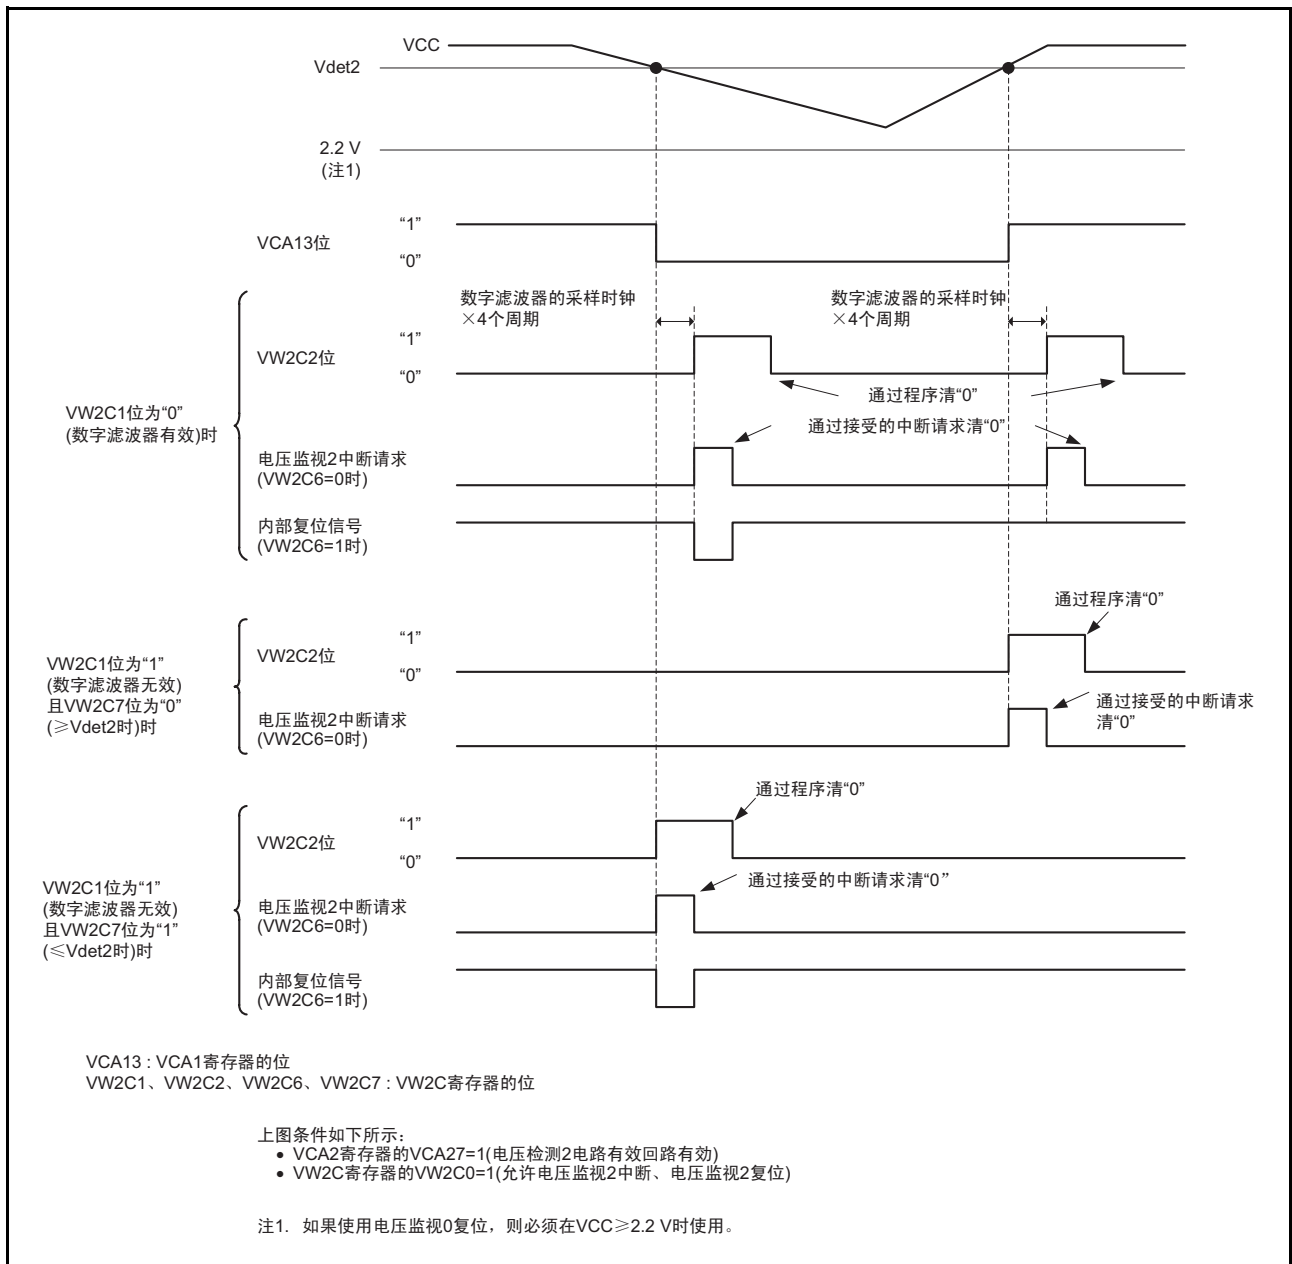 VCC
Vdet2
2.2 V
(注1)
VCA13位
“1”
“0”
数字滤波器的采样时钟
×4个周期
数字滤波器的采样时钟
×4个周期
VW2C1位为“0”
(数字滤波器有效)时
VW2C2位
“1”
“0”
通过程序清“0”
通过接受的中断请求清“0”
电压监视2中断请求
(VW2C6=0时)
内部复位信号
(VW2C6=1时)
VW2C1位为“1”
(数字滤波器无效)
且VW2C7位为“0”
(≥Vdet2时)时
VW2C2位
“1”
“0”
通过程序清“0”
电压监视2中断请求
(VW2C6=0时)
通过接受的中断请求
清“0”
VW2C1位为“1”
(数字滤波器无效)
且VW2C7位为“1”
(≤Vdet2时)时
VW2C2位
“1”
“0”
通过程序清“0”
电压监视2中断请求
(VW2C6=0时)
通过接受的中断请求清“0”
内部复位信号
(VW2C6=1时)
VCA13 : VCA1寄存器的位
VW2C1、VW2C2、VW2C6、VW2C7 : VW2C寄存器的位
上图条件如下所示：
● VCA2寄存器的VCA27=1(电压检测2电路有效回路有効)
● VW2C寄存器的VW2C0=1(允许电压监视2中断、电压监视2复位)
注1. 如果使用电压监视0复位，则必须在VCC≥2.2 V时使用。